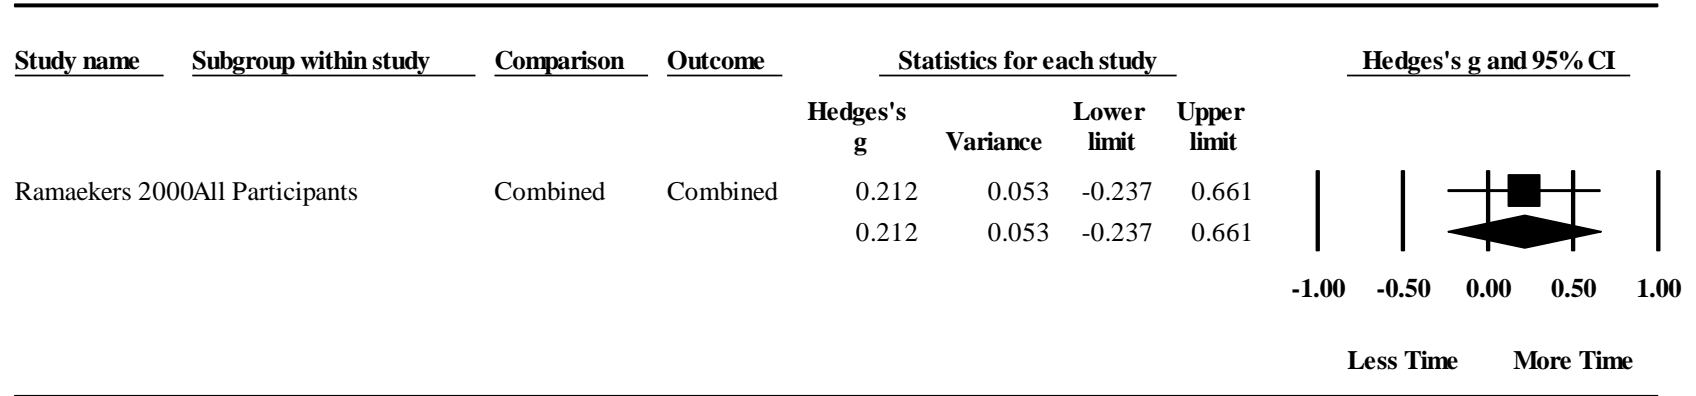 Study name Subgroup within study Comparison Outcome Statistics for each study Hedges's g and 95% CI
Hedges's Lower Upper
g Variance limit limit
Ramaekers 2000All Participants Combined Combined 0.212 0.053 -0.237 0.661
0.212 0.053 -0.237 0.661
-1.00 -0.50 0.00 0.50 1.00
Less Time More Time